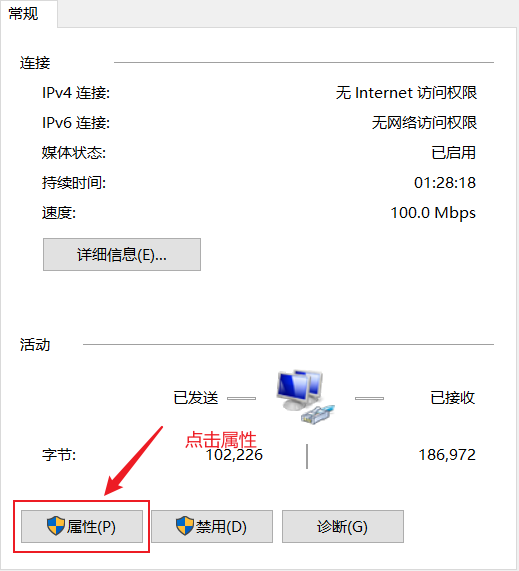 常规
连接
IPv4 连接: 无 Internet 访问权限
IPv6 连接: 无网络访问权限
媒体状态: 已启用
持续时间: 01:28:18
速度: 100.0 Mbps
详细信息(E)...
活动
已发送 已接收
点击属性
字节: 102,226 186,972
属性(P) 禁用(D) 诊断(G)